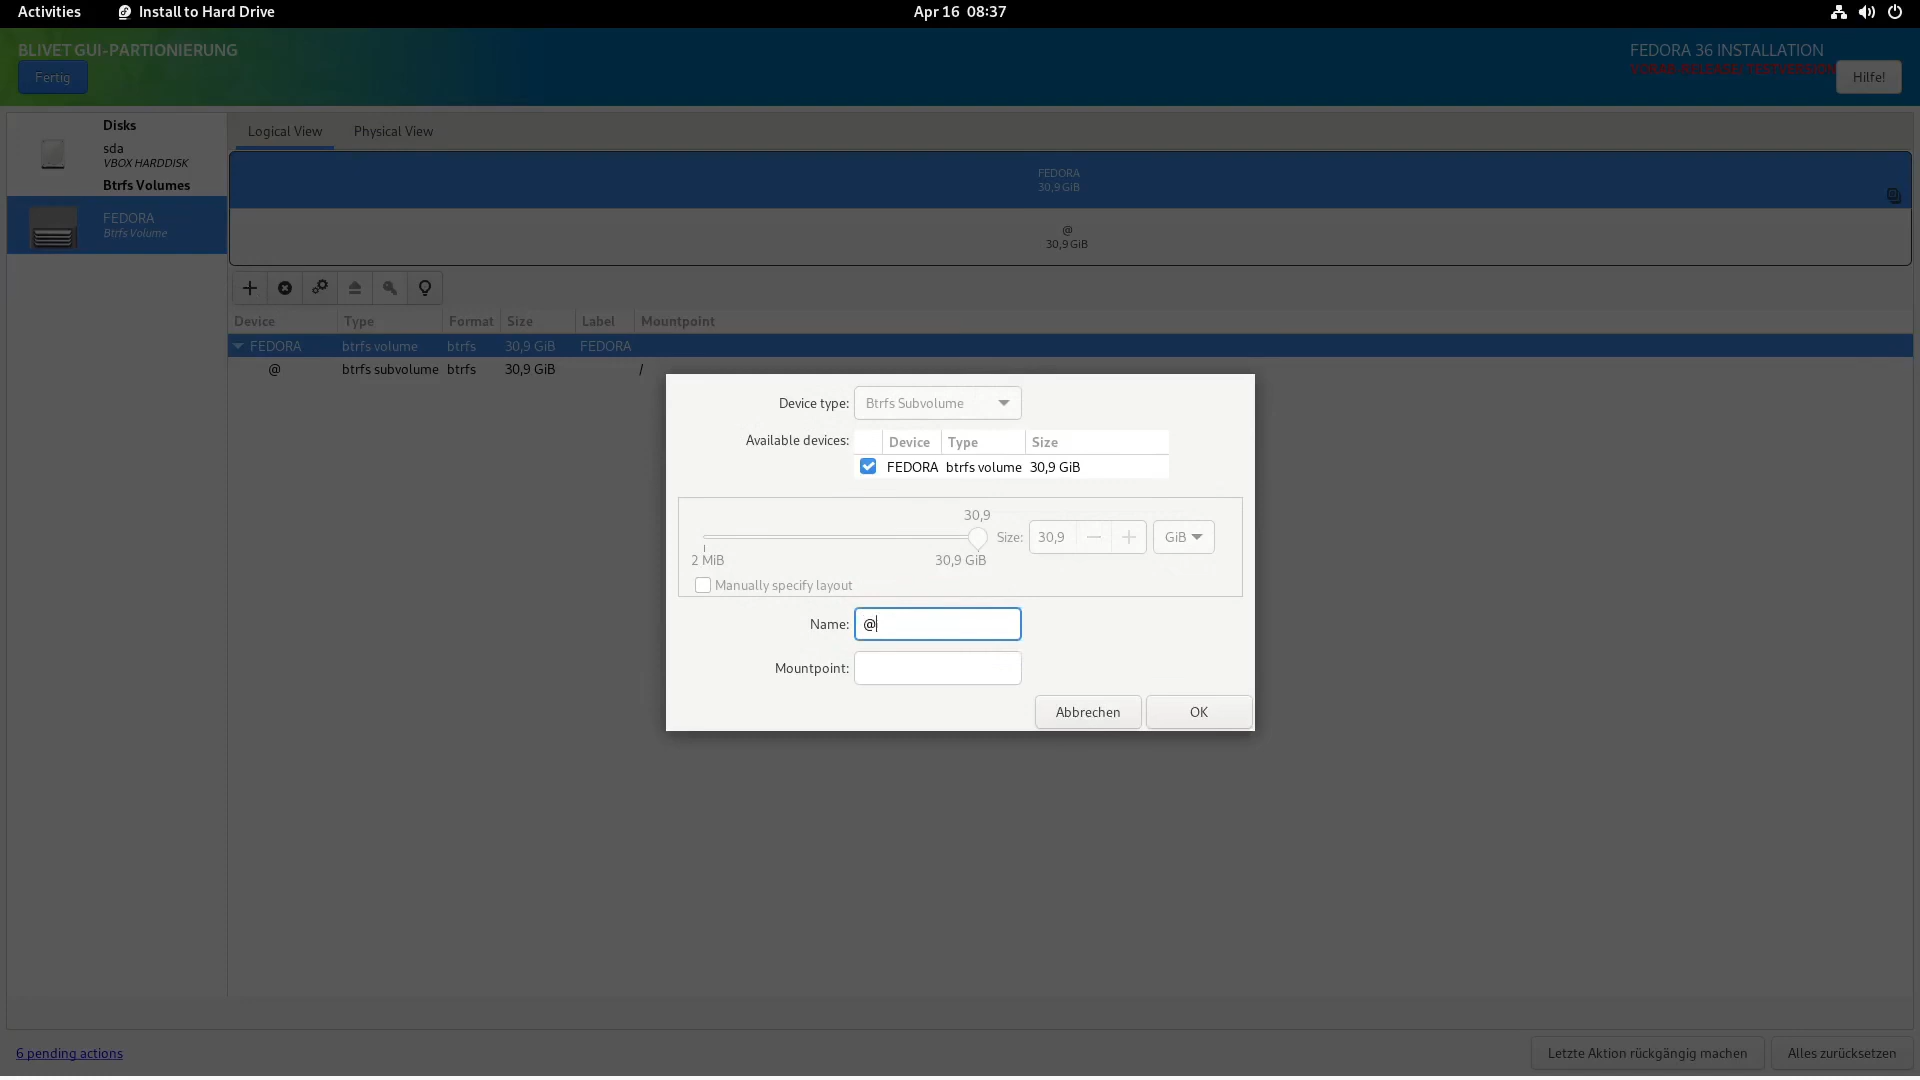 Activities
Install to Hard Drive
Apr 16 08:37
BLIVET GUI-PARTIONIERUNG
Fertig
FEDORA 36 INSTALLATION
VORAB-RELEASE/ TESTVERSION
Hilfe!
Disks
sda
VBOX HARDDISK
Btrfs Volumes
FEDORA
Btrfs Volume
Logical View
Physical View
FEDORA
30,9 GiB
@
30,9 GiB
Device Type Format Size Label Mountpoint
FEDORA btrfs volume btrfs 30,9 GiB FEDORA
@ btrfs subvolume btrfs 30,9 GiB /
Device type: Btrfs Subvolume
Available devices:
Device Type Size
FEDORA btrfs volume 30,9 GiB
30,9
Size: 30,9 GiB
2 MiB 30,9 GiB
Manually specify layout
Name: @
Mountpoint:
Abbrechen OK
6 pending actions
Letzte Aktion rückgängig machen
Alles zurücksetzen